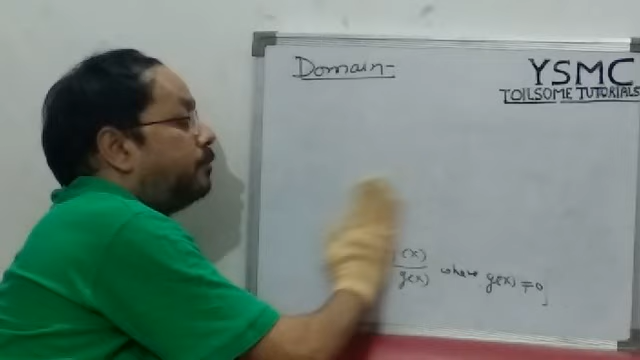 Domain-
YSMC
TOILSOME TUTORIALS
(x)
g(x) where g(x) ≠ 0]